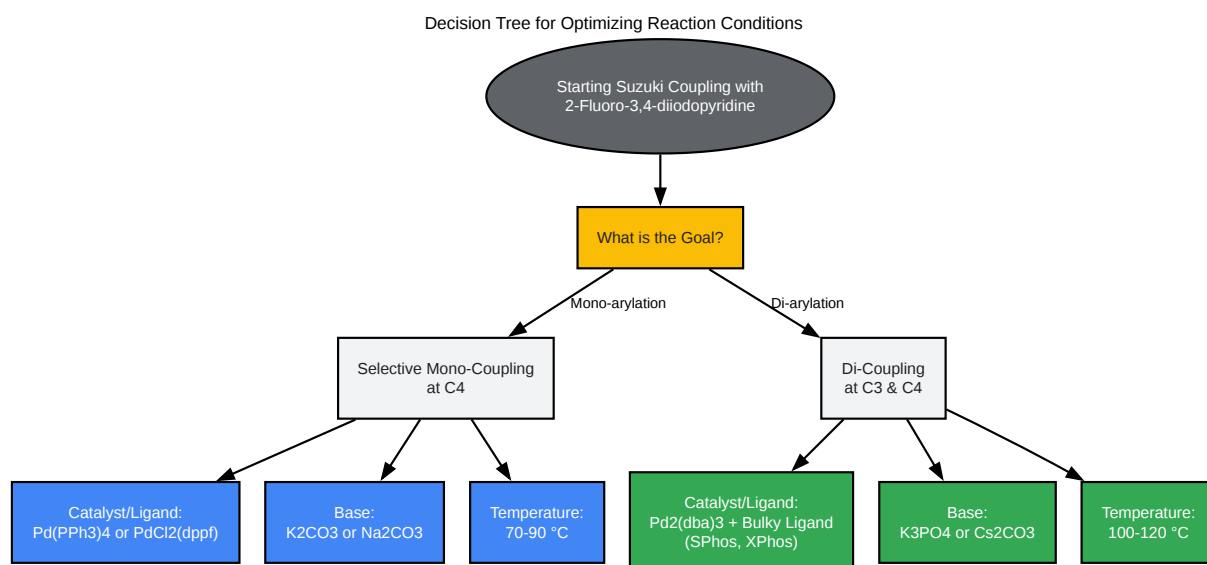 Decision Tree for Optimizing Reaction Conditions
Starting Suzuki Coupling with
2-Fluoro-3,4-diiodopyridine
What is the Goal?
Mono-arylation
Di-arylation
Selective Mono-Coupling
at C4
Di-Coupling
at C3 & C4
Catalyst/Ligand:
Pd(PPh3)4 or PdCl2(dppf)
Base:
K2CO3 or Na2CO3
Temperature:
70-90 °C
Catalyst/Ligand:
Pd2(dba)3 + Bulky Ligand
(SPhos, XPhos)
Base:
K3PO4 or Cs2CO3
Temperature:
100-120 °C